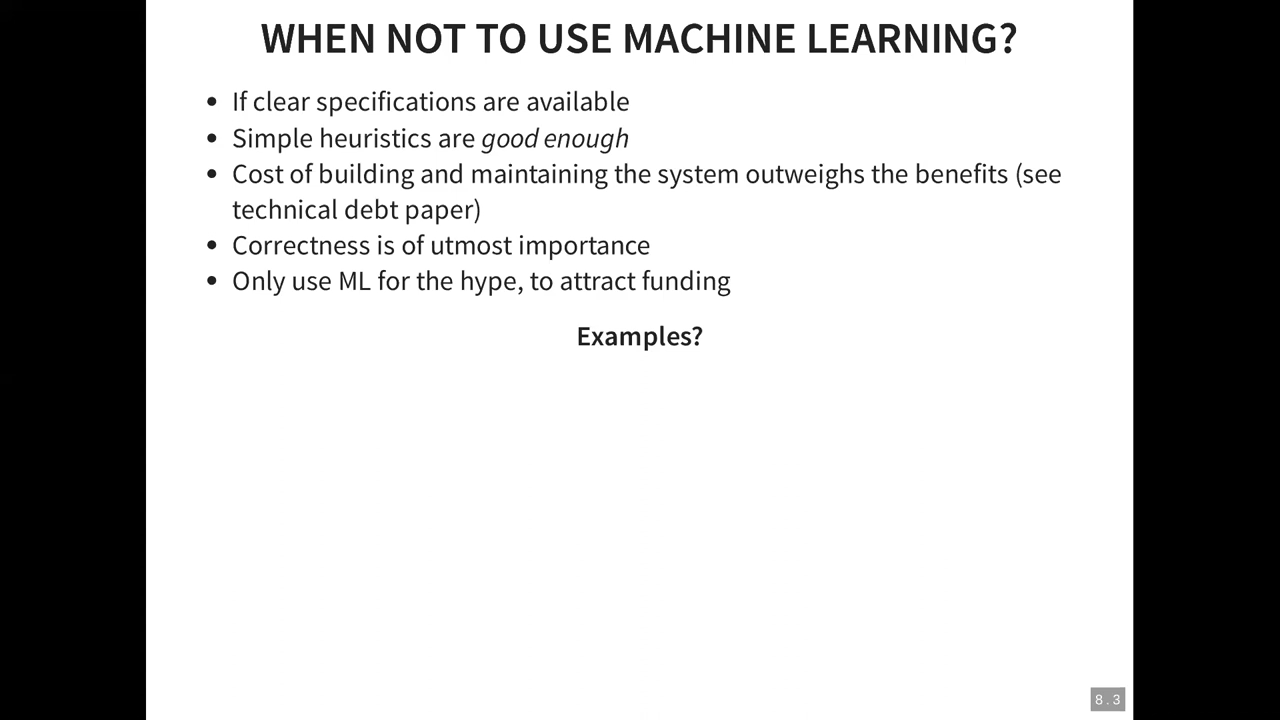 WHEN NOT TO USE MACHINE LEARNING?
• If clear specifications are available
• Simple heuristics are good enough
• Cost of building and maintaining the system outweighs the benefits (see
technical debt paper)
• Correctness is of utmost importance
• Only use ML for the hype, to attract funding
Examples?
8.3